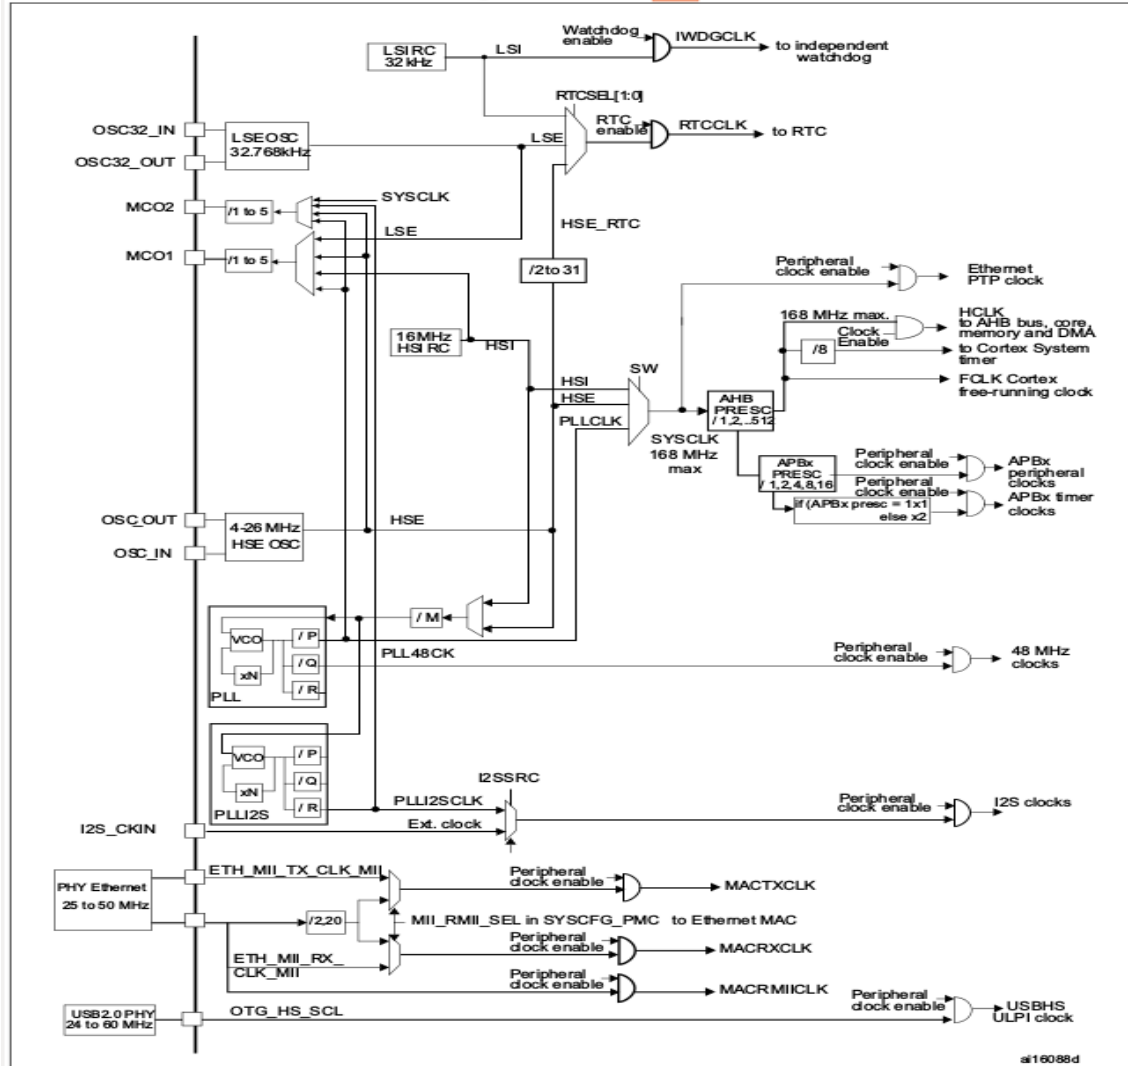 Watchdog
enable
IWDGCLK
to independent
watchdog
LSI RC
32 kHz
LSI
RTCSEL[1:0]
OSC32_IN
OSC32_OUT
LSE OSC
32.768kHz
LSE
RTC
enable
RTCCLK
to RTC
MCO2
/1 to 5
SYSCLK
LSE
HSE_RTC
MCO1
/1 to 5
/2 to 31
Peripheral
clock enable
Ethernet
PTP clock
16 MHz
HSI RC
HSI
168 MHz max.
Clock
Enable
HCLK
to AHB bus, core,
memory and DMA
/8
to Cortex System
timer
FCLK Cortex
free-running clock
SW
HSI
HSE
PLLCLK
SYSCLK
168 MHz
max
AHB
PRESC
/ 1,2,..512
APBx
PRESC
/ 1,2,4,8,16
Peripheral
clock enable
APBx
peripheral
clocks
if (APBx presc = 1x1
else x2
Peripheral
clock enable
APBx timer
clocks
OSC_OUT
OSC_IN
4-26 MHz
HSE OSC
HSE
/ M
VCO
xN
/ P
/ Q
/ R
PLL
PLL48CK
Peripheral
clock enable
48 MHz
clocks
VCO
xN
/ P
/ Q
/ R
PLLI2S
I2SSRC
PLLI2SCLK
Ext. clock
I2S_CKIN
Peripheral
clock enable
I2S clocks
PHY Ethernet
25 to 50 MHz
ETH_MII_TX_CLK_MII
Peripheral
clock enable
MACTXCLK
/2,20
MII_RMII_SEL in SYSCFG_PMC
to Ethernet MAC
ETH_MII_RX_
CLK_MII
Peripheral
clock enable
MACRXCLK
Peripheral
clock enable
MACRMIICLK
USB2.0 PHY
24 to 60 MHz
OTG_HS_SCL
Peripheral
clock enable
USBHS
ULPI clock
ai16088d